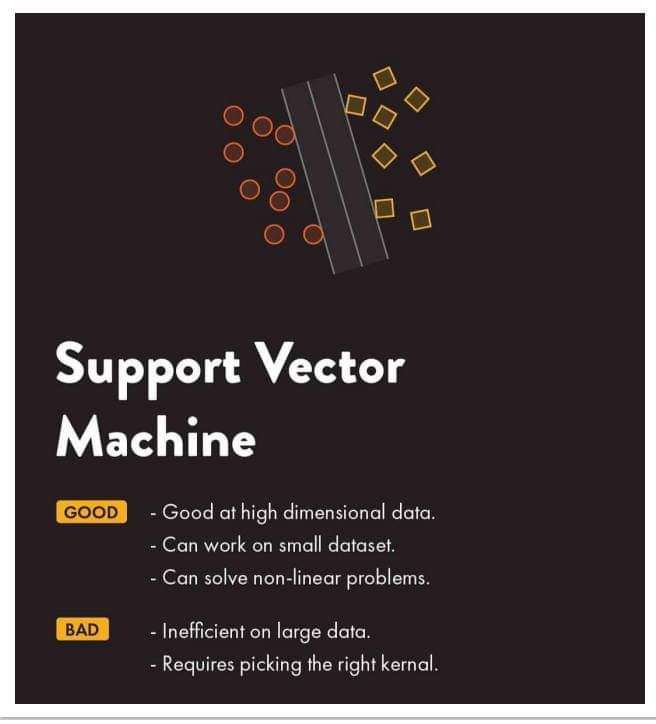 Support Vector
Machine
GOOD - Good at high dimensional data.
- Can work on small dataset.
- Can solve non-linear problems.
BAD - Inefficient on large data.
- Requires picking the right kernal.